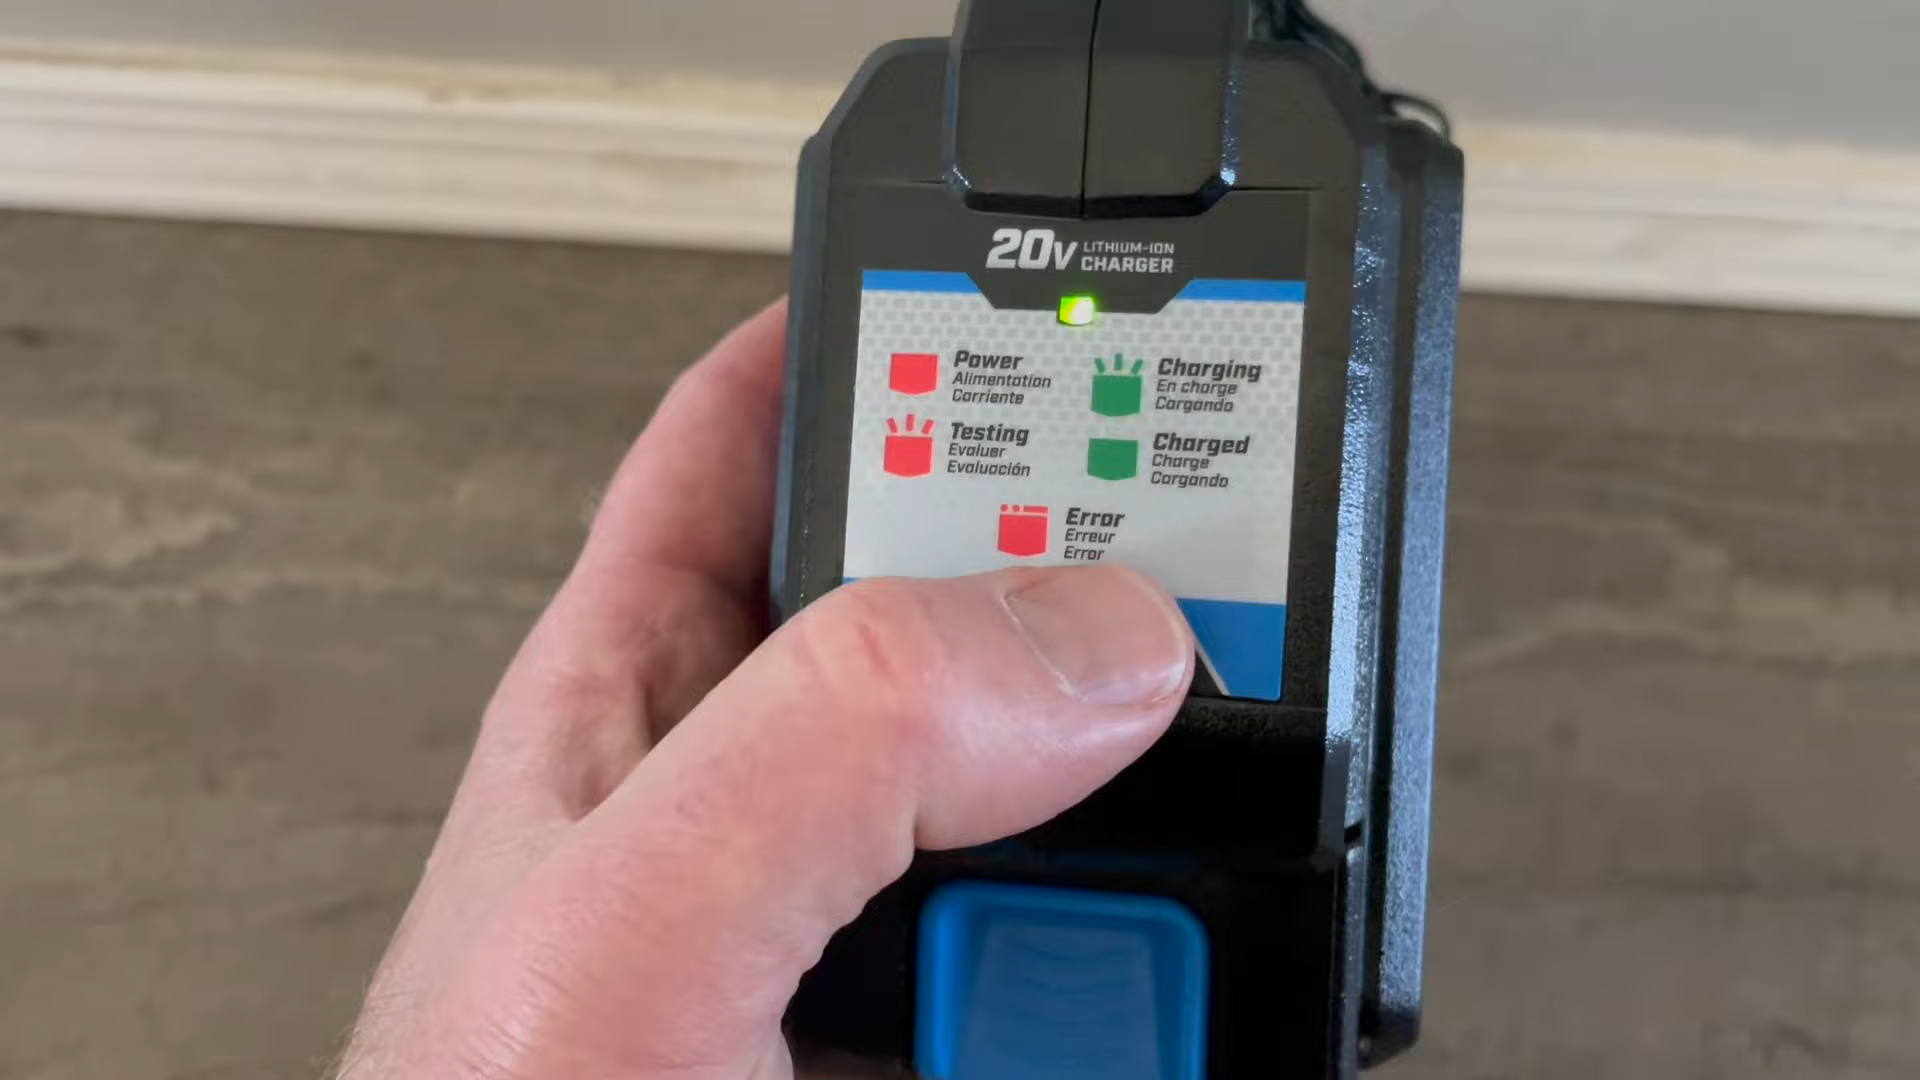 20V LITHIUM-ION
CHARGER
Power
Alimentation
Corriente
Charging
En charge
Cargando
Testing
Evaluer
Evaluación
Charged
Charge
Cargando
Error
Erreur
Error